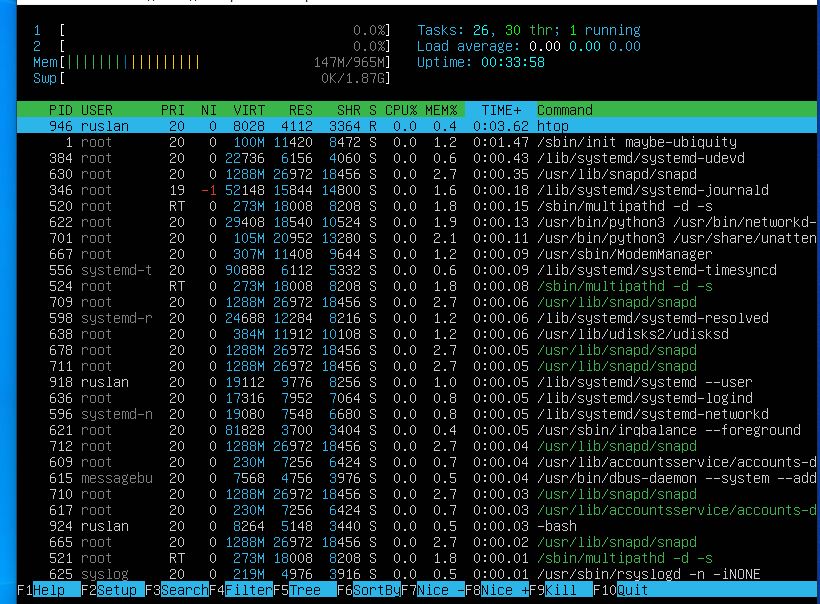 1 [ 0.0%] Tasks: 26, 30 thr; 1 running
2 [ 0.0%] Load average: 0.00 0.00 0.00
Mem[||||||||||||||||||| 147M/965M] Uptime: 00:33:58
Swp[ 0K/1.87G]
PID USER PRI NI VIRT RES SHR S CPU% MEM% TIME+ Command
946 ruslan 20 0 8028 4112 3364 R 0.0 0.4 0:03.62 htop
1 root 20 0 100M 11420 8472 S 0.0 1.2 0:01.47 /sbin/init maybe-ubiquity
384 root 20 0 22736 6156 4060 S 0.0 0.6 0:00.43 /lib/systemd/systemd-udevd
630 root 20 0 1288M 26972 18456 S 0.0 2.7 0:00.35 /usr/lib/snapd/snapd
346 root 19 -1 52148 15844 14800 S 0.0 1.6 0:00.18 /lib/systemd/systemd-journald
520 root RT 0 273M 18008 8208 S 0.0 1.8 0:00.15 /sbin/multipathd -d -s
622 root 20 0 29408 18540 10524 S 0.0 1.9 0:00.13 /usr/bin/python3 /usr/bin/networkd-
701 root 20 0 105M 20952 13280 S 0.0 2.1 0:00.11 /usr/bin/python3 /usr/share/unatten
667 root 20 0 307M 11408 9644 S 0.0 1.2 0:00.09 /usr/sbin/ModemManager
556 systemd-t 20 0 90888 6112 5332 S 0.0 0.6 0:00.09 /lib/systemd/systemd-timesyncd
524 root RT 0 273M 18008 8208 S 0.0 1.8 0:00.08 /sbin/multipathd -d -s
709 root 20 0 1288M 26972 18456 S 0.0 2.7 0:00.06 /usr/lib/snapd/snapd
598 systemd-r 20 0 24688 12284 8216 S 0.0 1.2 0:00.06 /lib/systemd/systemd-resolved
638 root 20 0 384M 11912 10108 S 0.0 1.2 0:00.06 /usr/lib/udisks2/udisksd
678 root 20 0 1288M 26972 18456 S 0.0 2.7 0:00.05 /usr/lib/snapd/snapd
711 root 20 0 1288M 26972 18456 S 0.0 2.7 0:00.05 /usr/lib/snapd/snapd
918 ruslan 20 0 19112 9776 8256 S 0.0 1.0 0:00.05 /lib/systemd/systemd --user
636 root 20 0 17316 7952 7064 S 0.0 0.8 0:00.05 /lib/systemd/systemd-logind
596 systemd-n 20 0 19080 7548 6680 S 0.0 0.8 0:00.05 /lib/systemd/systemd-networkd
621 root 20 0 81828 3700 3404 S 0.0 0.4 0:00.05 /usr/sbin/irqbalance --foreground
712 root 20 0 1288M 26972 18456 S 0.0 2.7 0:00.04 /usr/lib/snapd/snapd
609 root 20 0 230M 7256 6424 S 0.0 0.7 0:00.04 /usr/lib/accountsservice/accounts-d
615 messagebu 20 0 7568 4756 3976 S 0.0 0.5 0:00.04 /usr/bin/dbus-daemon --system --add
710 root 20 0 1288M 26972 18456 S 0.0 2.7 0:00.03 /usr/lib/snapd/snapd
617 root 20 0 230M 7256 6424 S 0.0 0.7 0:00.03 /usr/lib/accountsservice/accounts-d
924 ruslan 20 0 8264 5148 3440 S 0.0 0.5 0:00.03 -bash
665 root 20 0 1288M 26972 18456 S 0.0 2.7 0:00.02 /usr/lib/snapd/snapd
521 root RT 0 273M 18008 8208 S 0.0 1.8 0:00.01 /sbin/multipathd -d -s
625 syslog 20 0 219M 4976 3916 S 0.0 0.5 0:00.01 /usr/sbin/rsyslogd -n -iNONE
F1Help F2Setup F3SearchF4FilterF5Tree F6SortByF7Nice -F8Nice +F9Kill F10Quit